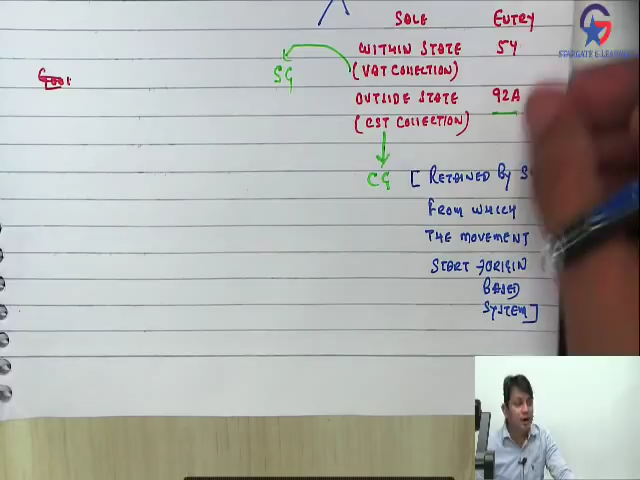 SALE ENTRY
WITHIN STATE 54
SG (VAT COLLECTION)
OUTSIDE STATE 92A
(CST COLLECTION)
CG [RETAINED BY
FROM WHICH
THE MOVEMENT
START → ORIGIN
BASED
SYSTEM]
STARGATE E-LEARNING